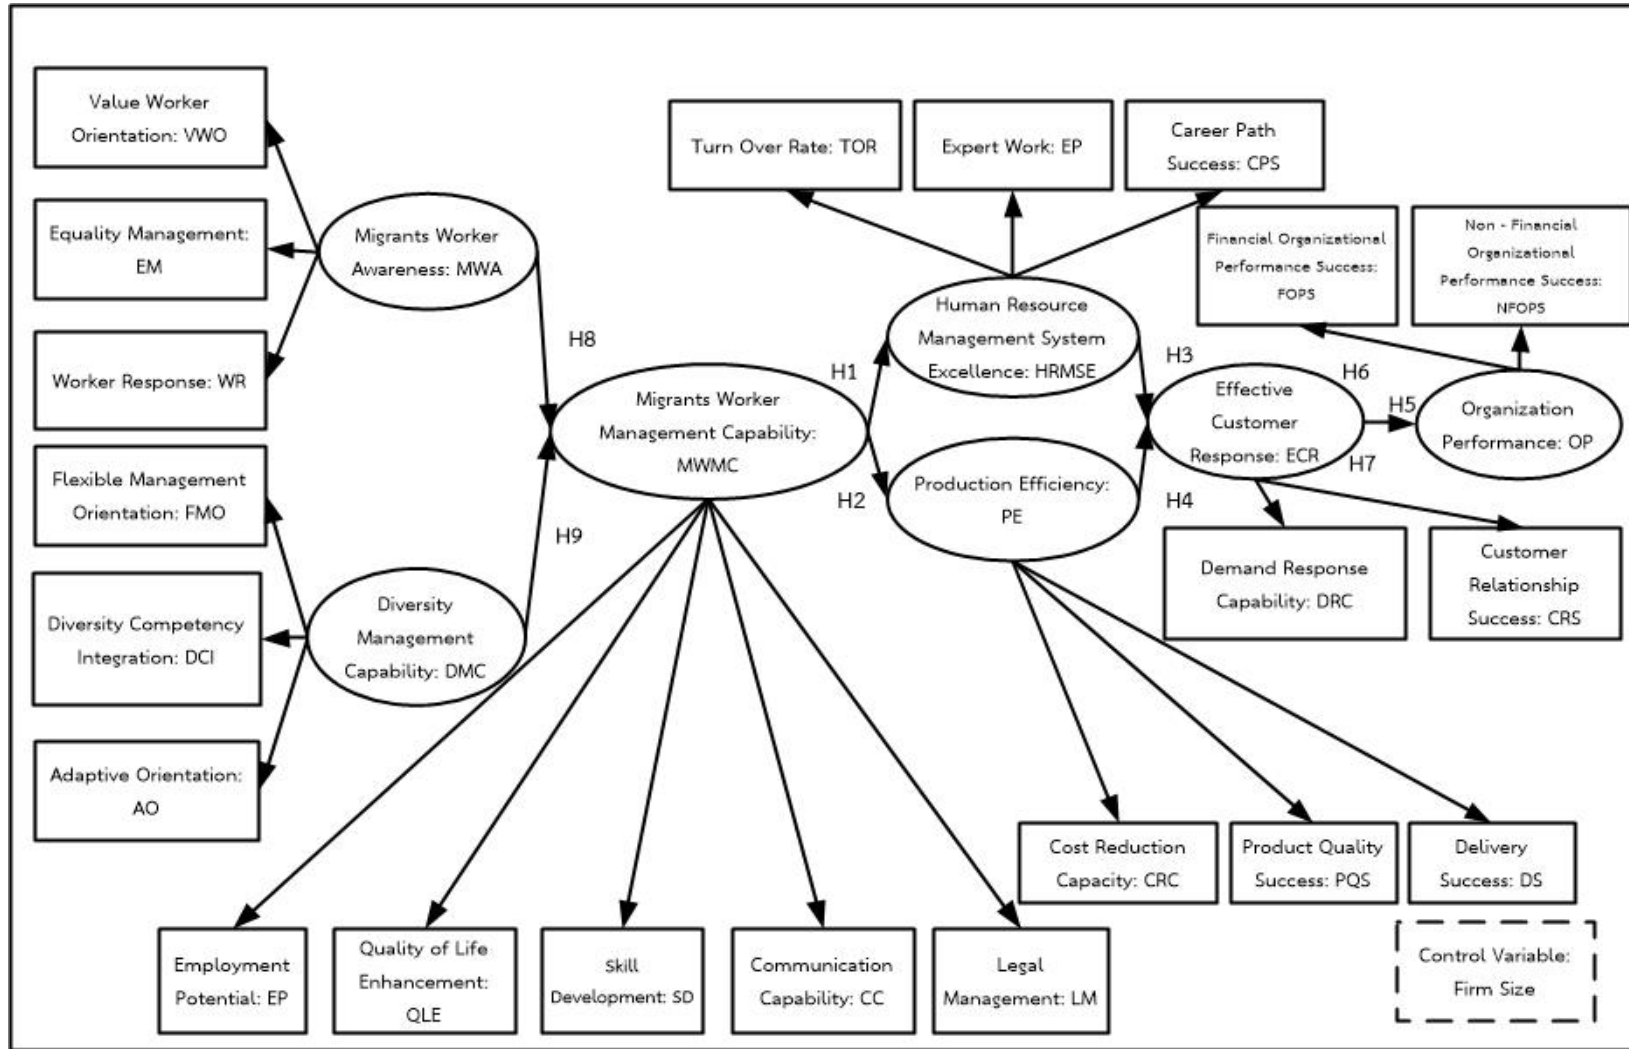 Value Worker
Orientation: VWO
Equality Management:
EM
Worker Response: WR
Flexible Management
Orientation: FMO
Diversity Competency
Integration: DCI
Adaptive Orientation:
AO
Migrants Worker
Awareness: MWA
Diversity
Management
Capability: DMC
H8
H9
Migrants Worker
Management Capability:
MWMC
H1
H2
Turn Over Rate: TOR
Expert Work: EP
Career Path
Success: CPS
Human Resource
Management System
Excellence: HRMSE
Production Efficiency:
PE
H3
H4
Financial Organizational
Performance Success:
FOPS
Non - Financial
Organizational
Performance Success:
NFOPS
Effective
Customer
Response: ECR
H6
H5
H7
Organization
Performance: OP
Demand Response
Capability: DRC
Customer
Relationship
Success: CRS
Cost Reduction
Capacity: CRC
Product Quality
Success: PQS
Delivery
Success: DS
Employment
Potential: EP
Quality of Life
Enhancement:
QLE
Skill
Development: SD
Communication
Capability: CC
Legal
Management: LM
Control Variable:
Firm Size